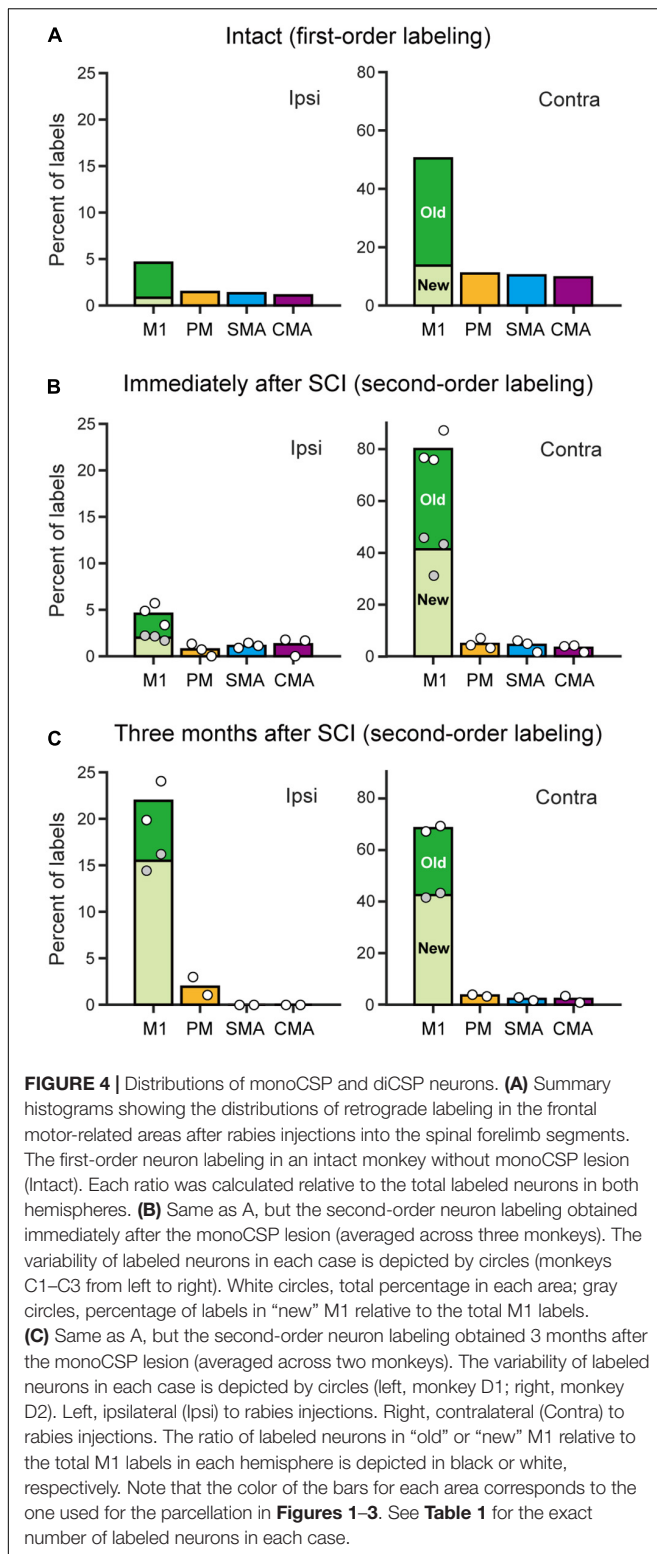 A
Intact (first-order labeling)
Ipsi
Contra
Percent of labels
25
20
15
10
5
0
80
60
40
20
0
Old
New
M1 PM SMA CMA
M1 PM SMA CMA
B
Immediately after SCI (second-order labeling)
Ipsi
Contra
Percent of labels
25
20
15
10
5
0
80
60
40
20
0
Old
New
M1 PM SMA CMA
M1 PM SMA CMA
C
Three months after SCI (second-order labeling)
Ipsi
Contra
Percent of labels
25
20
15
10
5
0
80
60
40
20
0
Old
New
M1 PM SMA CMA
M1 PM SMA CMA
FIGURE 4 | Distributions of monoCSP and diCSP neurons. (A) Summary
histograms showing the distributions of retrograde labeling in the frontal
motor-related areas after rabies injections into the spinal forelimb segments.
The first-order neuron labeling in an intact monkey without monoCSP lesion
(Intact). Each ratio was calculated relative to the total labeled neurons in both
hemispheres. (B) Same as A, but the second-order neuron labeling obtained
immediately after the monoCSP lesion (averaged across three monkeys). The
variability of labeled neurons in each case is depicted by circles (monkeys
C1–C3 from left to right). White circles, total percentage in each area; gray
circles, percentage of labels in “new” M1 relative to the total M1 labels.
(C) Same as A, but the second-order neuron labeling obtained 3 months after
the monoCSP lesion (averaged across two monkeys). The variability of labeled
neurons in each case is depicted by circles (left, monkey D1; right, monkey
D2). Left, ipsilateral (Ipsi) to rabies injections. Right, contralateral (Contra) to
rabies injections. The ratio of labeled neurons in “old” or “new” M1 relative to
the total M1 labels in each hemisphere is depicted in black or white,
respectively. Note that the color of the bars for each area corresponds to the
one used for the parcellation in Figures 1–3. See Table 1 for the exact
number of labeled neurons in each case.